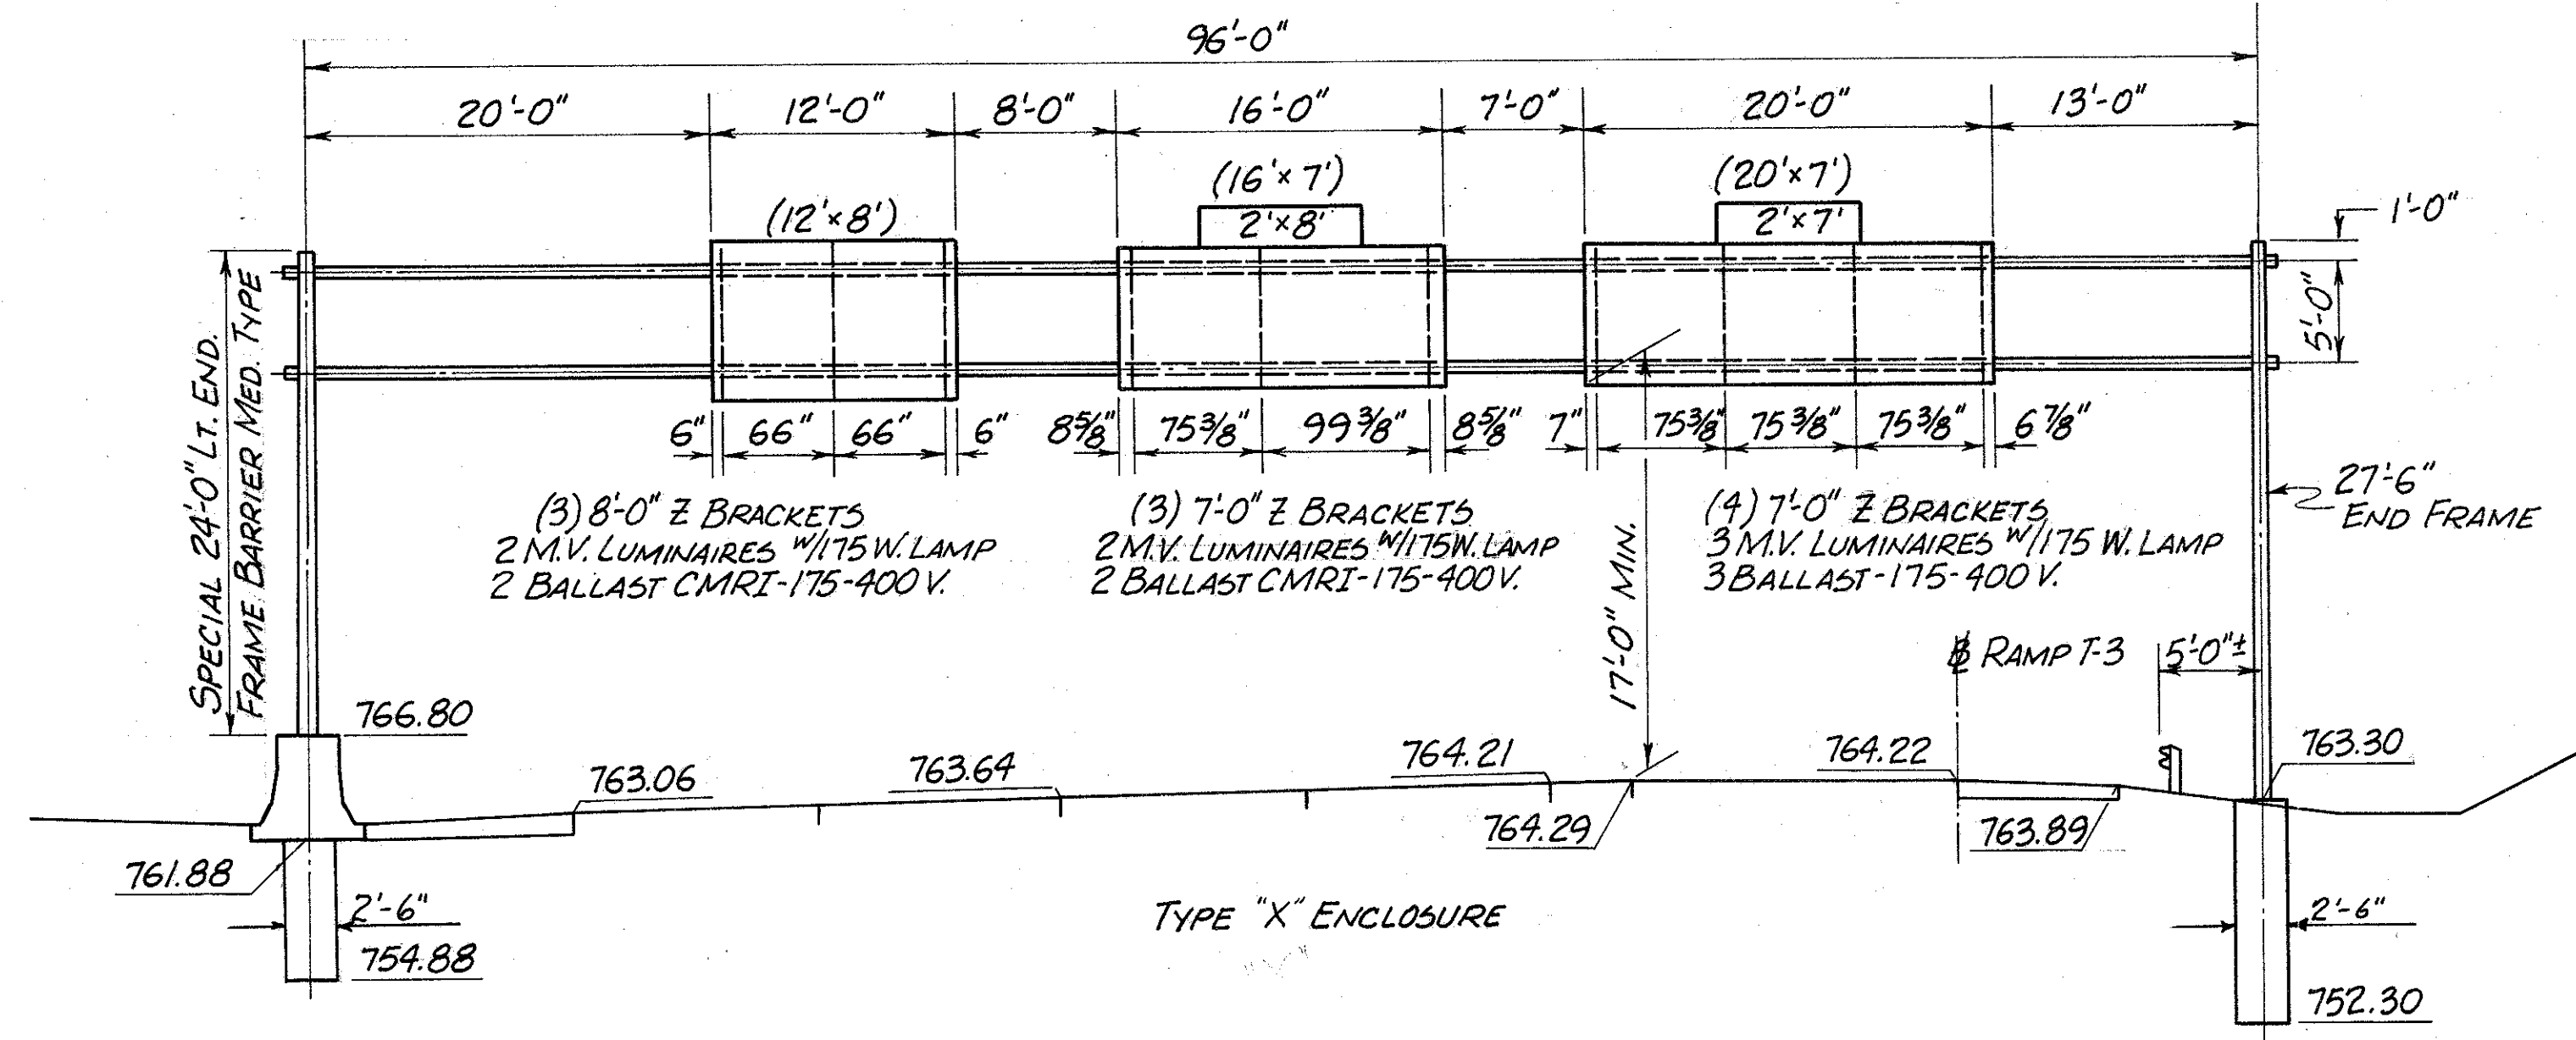 96'-0"
20'-0" 12'-0" 8'-0" 16'-0" 7'-0" 20'-0" 13'-0"
(12'x8') (16'x7') (20'x7')
2'x8' 2'x7'
1'-0"
5'-0"
SPECIAL 24'-0" LT. END.
FRAME BARRIER MED. TYPE
6" 66" 66" 6" 8 5/8" 75 3/8" 99 3/8" 8 5/8" 7" 75 3/8" 75 3/8" 75 3/8" 6 7/8"
(3) 8'-0" Z BRACKETS
2 M.V. LUMINAIRES W/175 W. LAMP
2 BALLAST CMRI-175-400 V.
(3) 7'-0" Z BRACKETS
2 M.V. LUMINAIRES W/175 W. LAMP
2 BALLAST CMRI-175-400 V.
(4) 7'-0" Z BRACKETS
3 M.V. LUMINAIRES W/175 W. LAMP
3 BALLAST-175-400 V.
27'-6"
END FRAME
17'-0" MIN.
RAMP T-3
5'-0"±
766.80
763.06
763.64
764.21
764.22
763.30
764.29
763.89
761.88
2'-6"
754.88
TYPE "X" ENCLOSURE
2'-6"
752.30